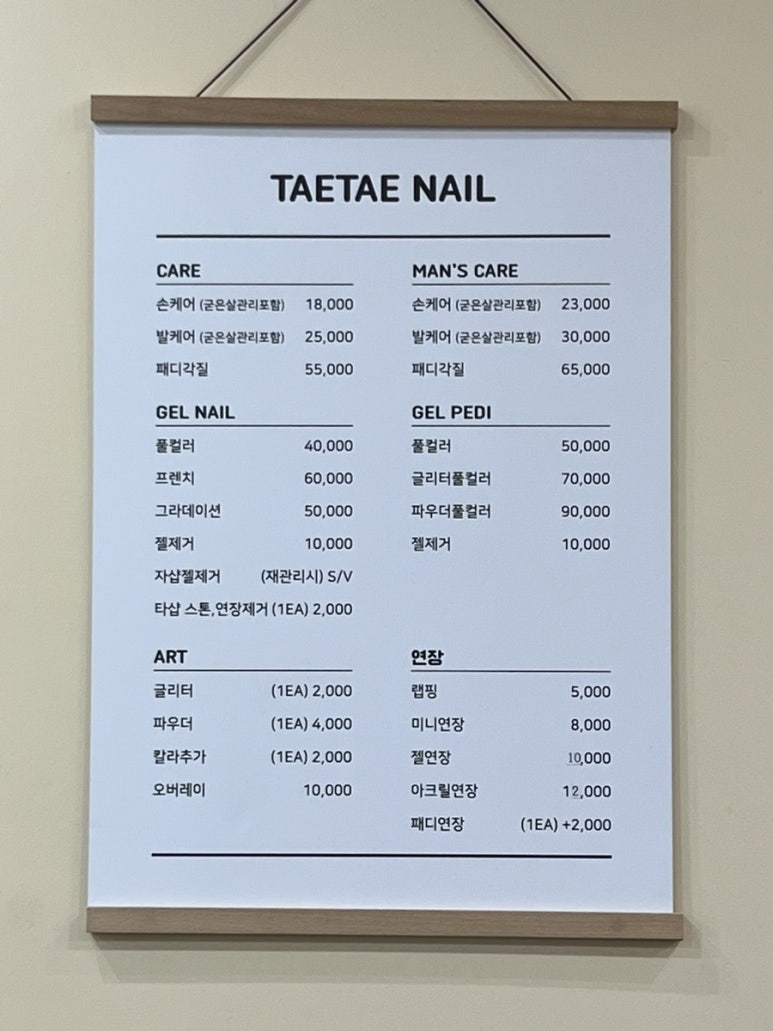 TAETAE NAIL
CARE
손케어 (굳은살관리포함) 18,000
발케어 (굳은살관리포함) 25,000
패디각질 55,000
MAN'S CARE
손케어 (굳은살관리포함) 23,000
발케어 (굳은살관리포함) 30,000
패디각질 65,000
GEL NAIL
풀컬러 40,000
프렌치 60,000
그라데이션 50,000
젤제거 10,000
자샵젤제거 (재관리시) S/V
타샵 스톤,연장제거 (1EA) 2,000
GEL PEDI
풀컬러 50,000
글리터풀컬러 70,000
파우더풀컬러 90,000
젤제거 10,000
ART
글리터 (1EA) 2,000
파우더 (1EA) 4,000
칼라추가 (1EA) 2,000
오버레이 10,000
연장
랩핑 5,000
미니연장 8,000
젤연장 10,000
아크릴연장 12,000
패디연장 (1EA) +2,000